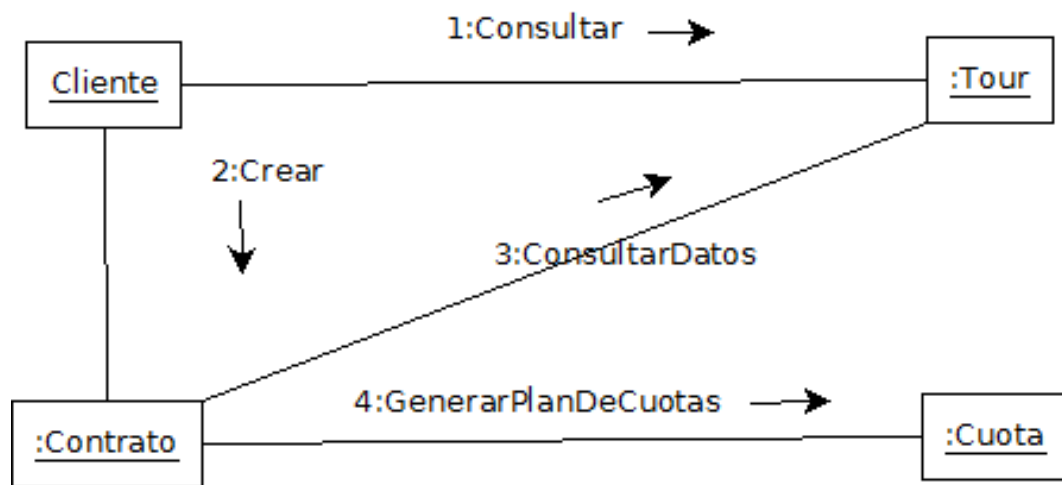 1:Consultar
Cliente
:Tour
2:Crear
3:ConsultarDatos
4:GenerarPlanDeCuotas
:Contrato
:Cuota